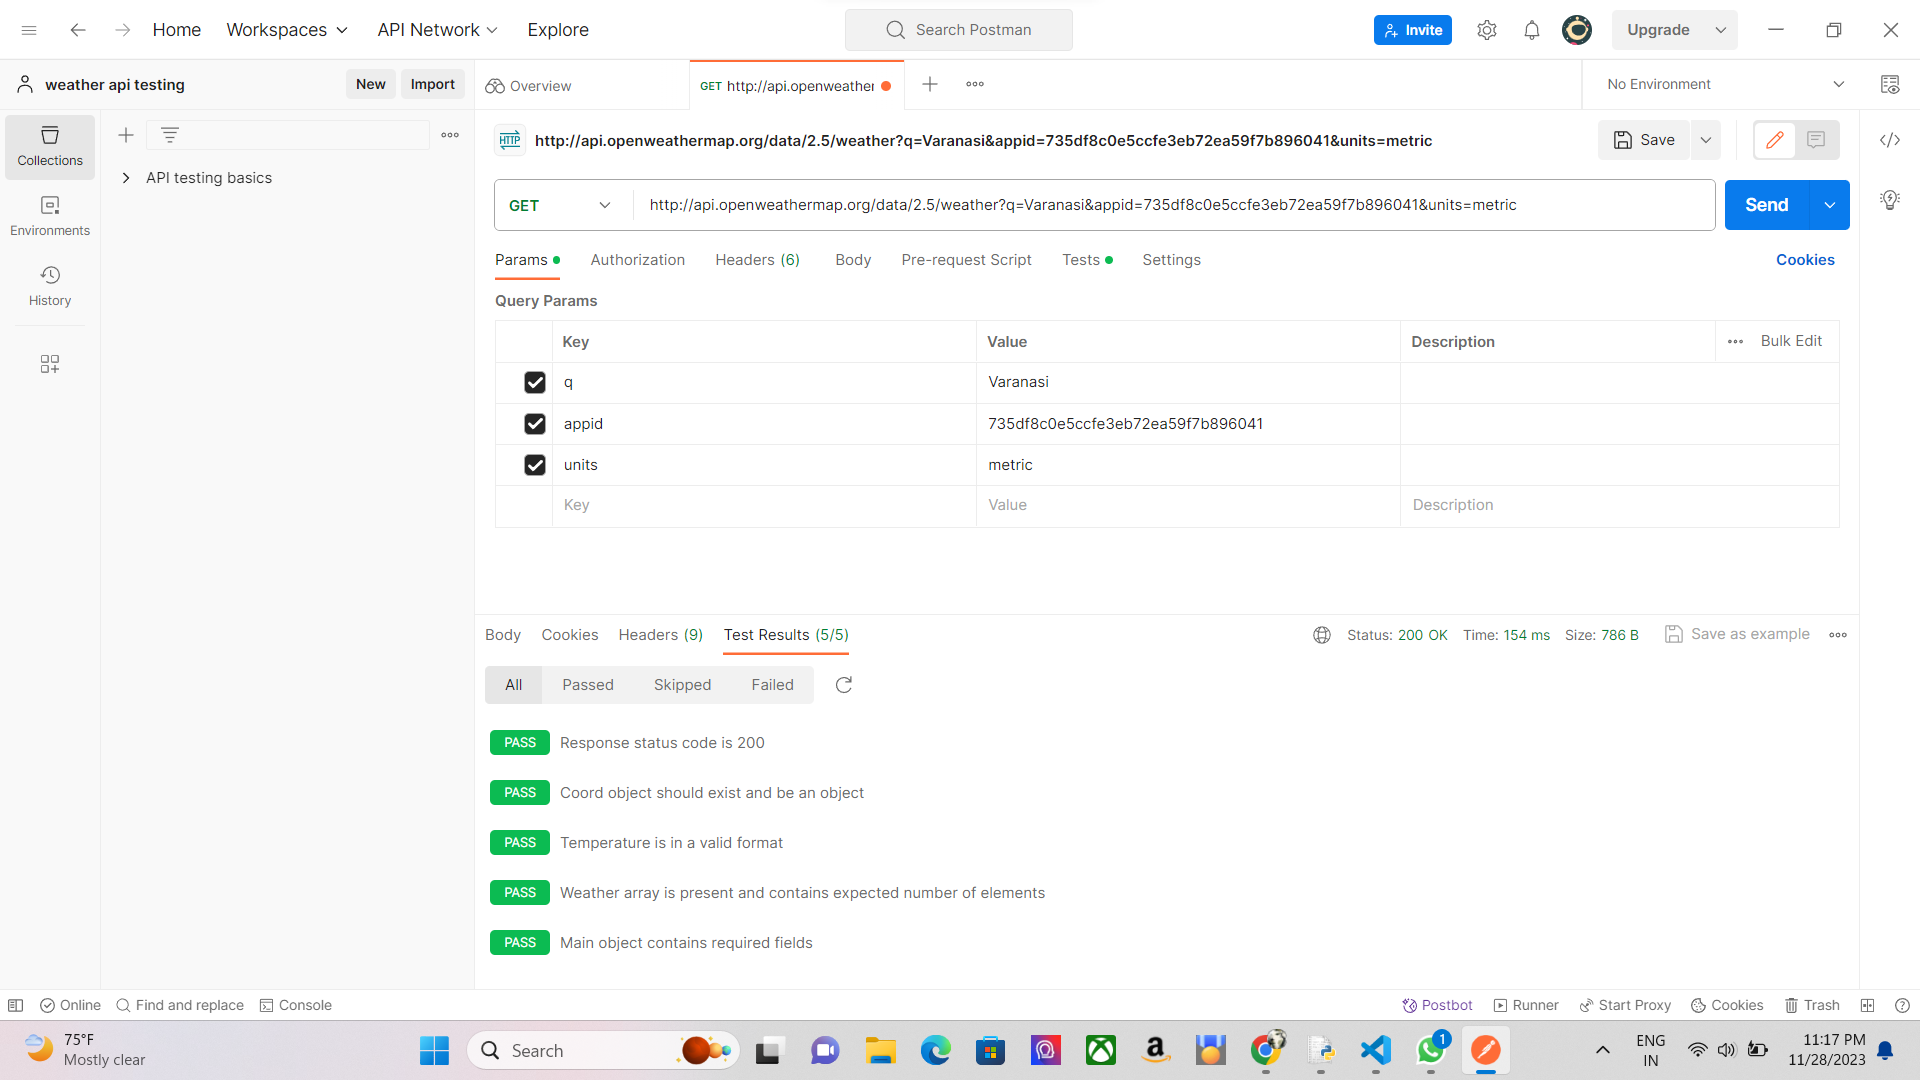 Home
Workspaces
API Network
Explore
Search Postman
Invite
Upgrade
weather api testing
New
Import
Overview
GET http://api.openweather
No Environment
Collections
Environments
History
API testing basics
HTTP
http://api.openweathermap.org/data/2.5/weather?q=Varanasi&appid=735df8c0e5ccfe3eb72ea59f7b896041&units=metric
Save
GET
http://api.openweathermap.org/data/2.5/weather?q=Varanasi&appid=735df8c0e5ccfe3eb72ea59f7b896041&units=metric
Send
Params
Authorization
Headers (6)
Body
Pre-request Script
Tests
Settings
Cookies
Query Params
Key Value Description Bulk Edit
q Varanasi
appid 735df8c0e5ccfe3eb72ea59f7b896041
units metric
Key Value Description
Body
Cookies
Headers (9)
Test Results (5/5)
Status: 200 OK
Time: 154 ms
Size: 786 B
Save as example
All
Passed
Skipped
Failed
PASS Response status code is 200
PASS Coord object should exist and be an object
PASS Temperature is in a valid format
PASS Weather array is present and contains expected number of elements
PASS Main object contains required fields
Online
Find and replace
Console
Postbot
Runner
Start Proxy
Cookies
Trash
75°F
Mostly clear
Search
1
ENG
IN
11:17 PM
11/28/2023